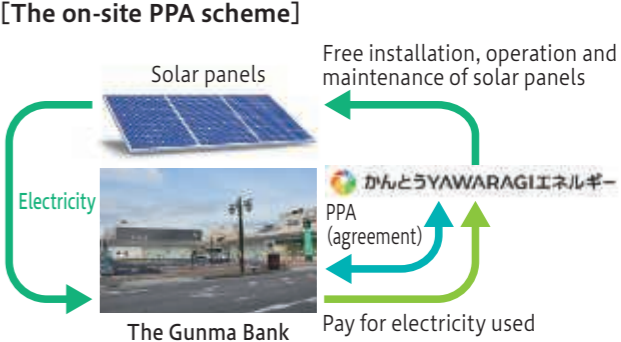 [The on-site PPA scheme]
Solar panels
Free installation, operation and
maintenance of solar panels
Electricity
かんとうYAWARAGIエネルギー
PPA
(agreement)
The Gunma Bank
Pay for electricity used